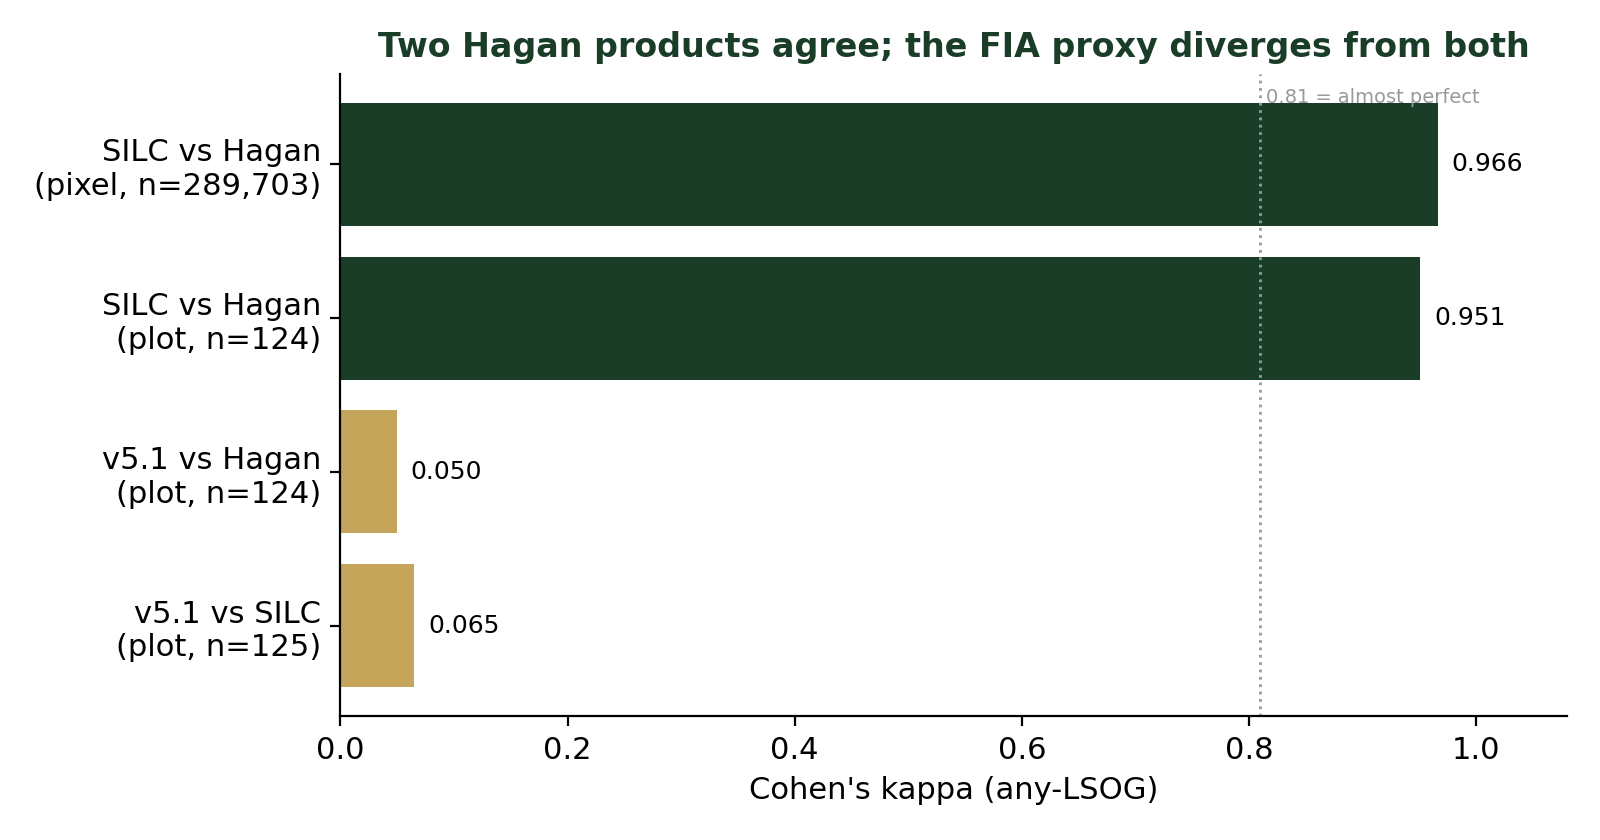 Two Hagan products agree; the FIA proxy diverges from both
0.81 = almost perfect
SILC vs Hagan
(pixel, n=289,703)
0.966
SILC vs Hagan
(plot, n=124)
0.951
v5.1 vs Hagan
(plot, n=124)
0.050
v5.1 vs SILC
(plot, n=125)
0.065
0.0 0.2 0.4 0.6 0.8 1.0
Cohen's kappa (any-LSOG)